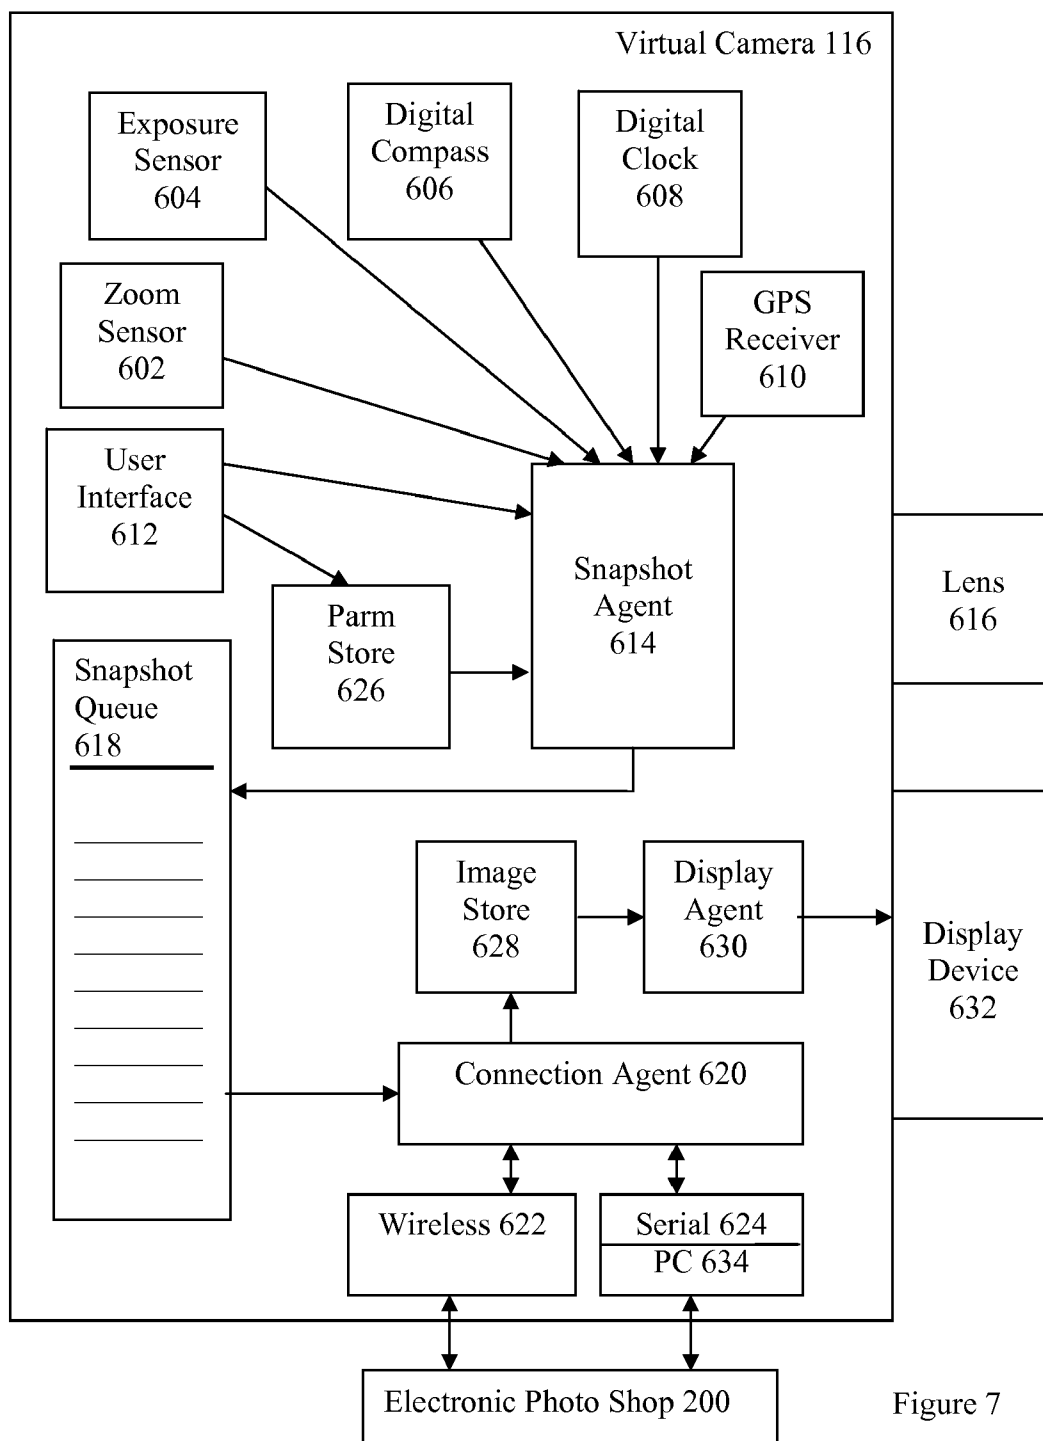 Virtual Camera 116
Exposure
Sensor
604
Digital
Compass
606
Digital
Clock
608
Zoom
Sensor
602
GPS
Receiver
610
User
Interface
612
Snapshot
Agent
614
Lens
616
Parm
Store
626
Snapshot
Queue
618
Image
Store
628
Display
Agent
630
Display
Device
632
Connection Agent 620
Wireless 622
Serial 624
PC 634
Electronic Photo Shop 200
Figure 7